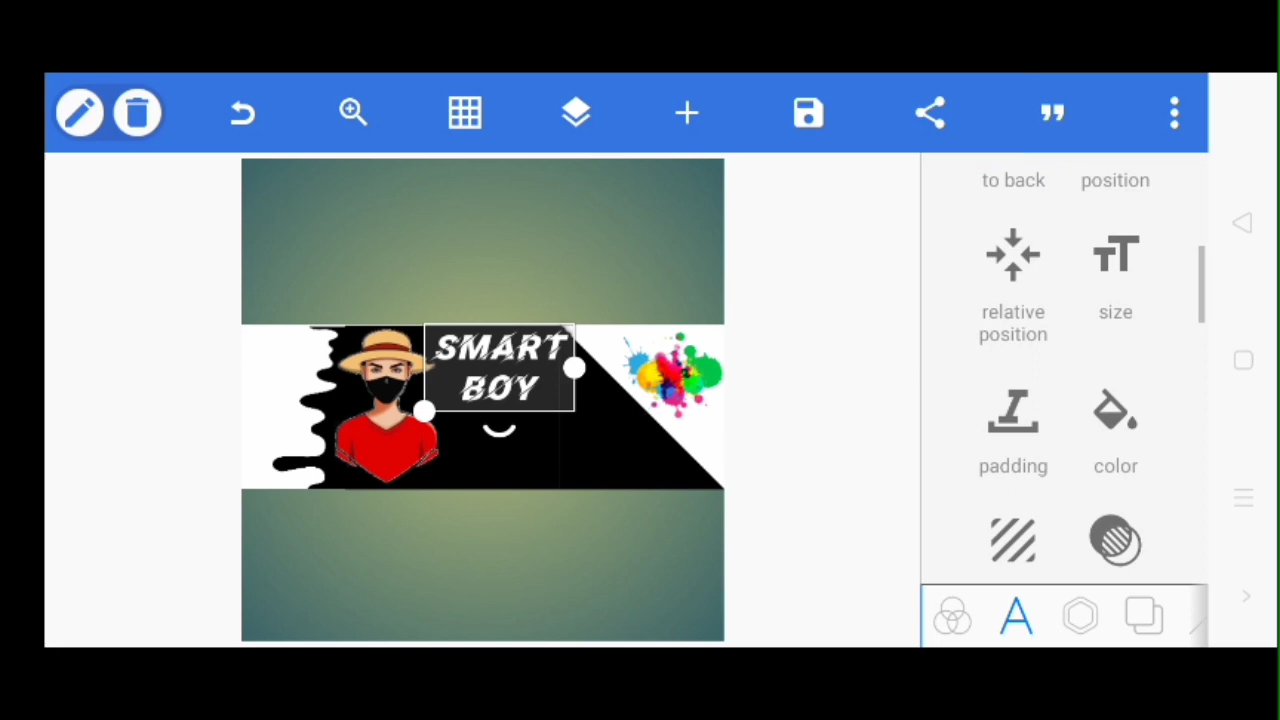 to back
position
SMART
BOY
relative
position
size
padding
color